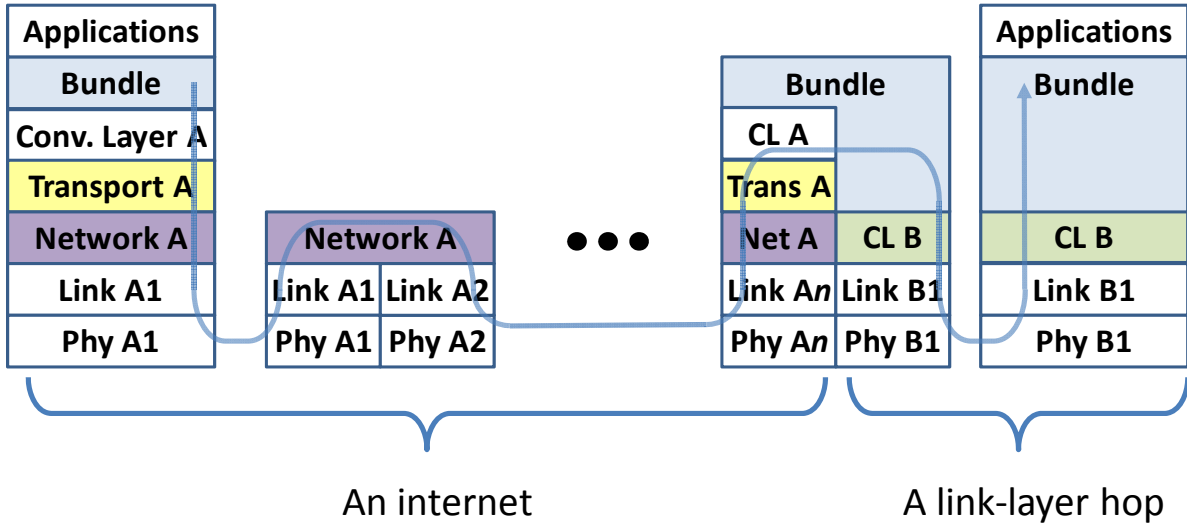 Applications
Bundle
Conv. Layer A
Transport A
Network A
Link A1
Phy A1
Network A
Link A1 Link A2
Phy A1 Phy A2
Bundle
CL A
Trans A
Net A CL B
Link An Link B1
Phy An Phy B1
Applications
Bundle
CL B
Link B1
Phy B1
An internet
A link-layer hop